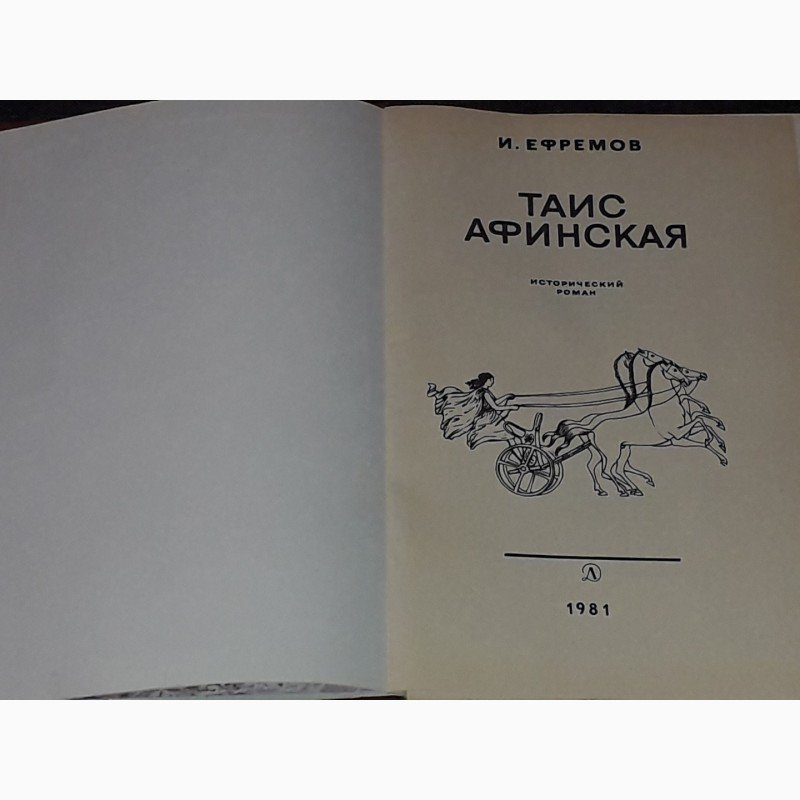 И. ЕФРЕМОВ
ТАИС
АФИНСКАЯ
ИСТОРИЧЕСКИЙ
РОМАН
1981